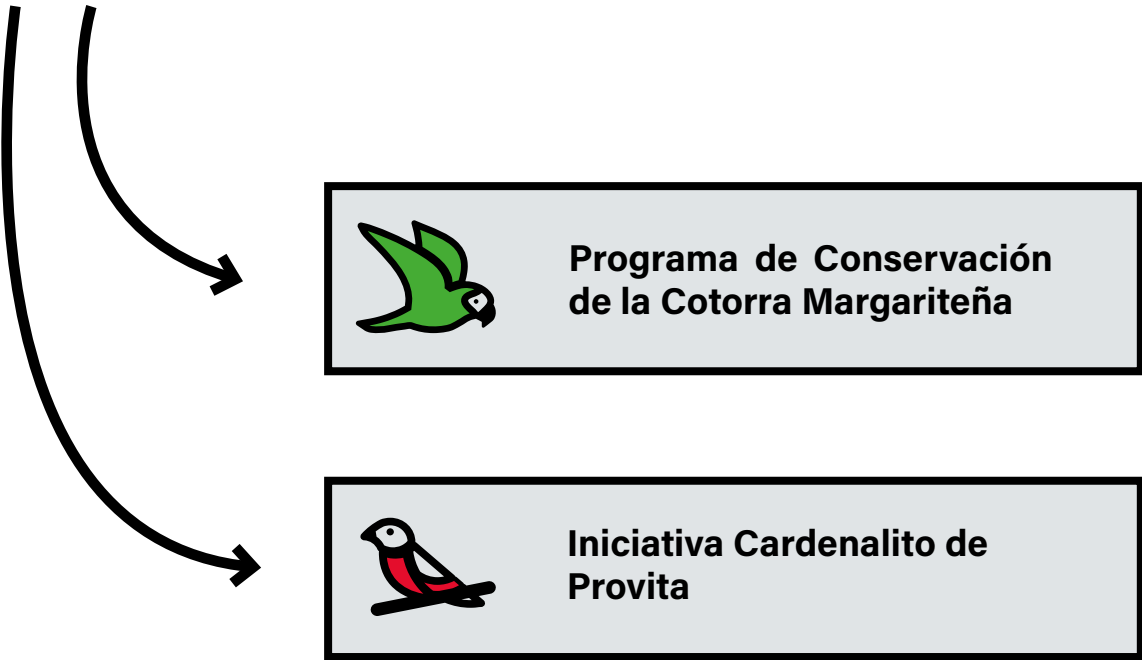 Programa de Conservación
de la Cotorra Margariteña
Iniciativa Cardenalito de
Provita